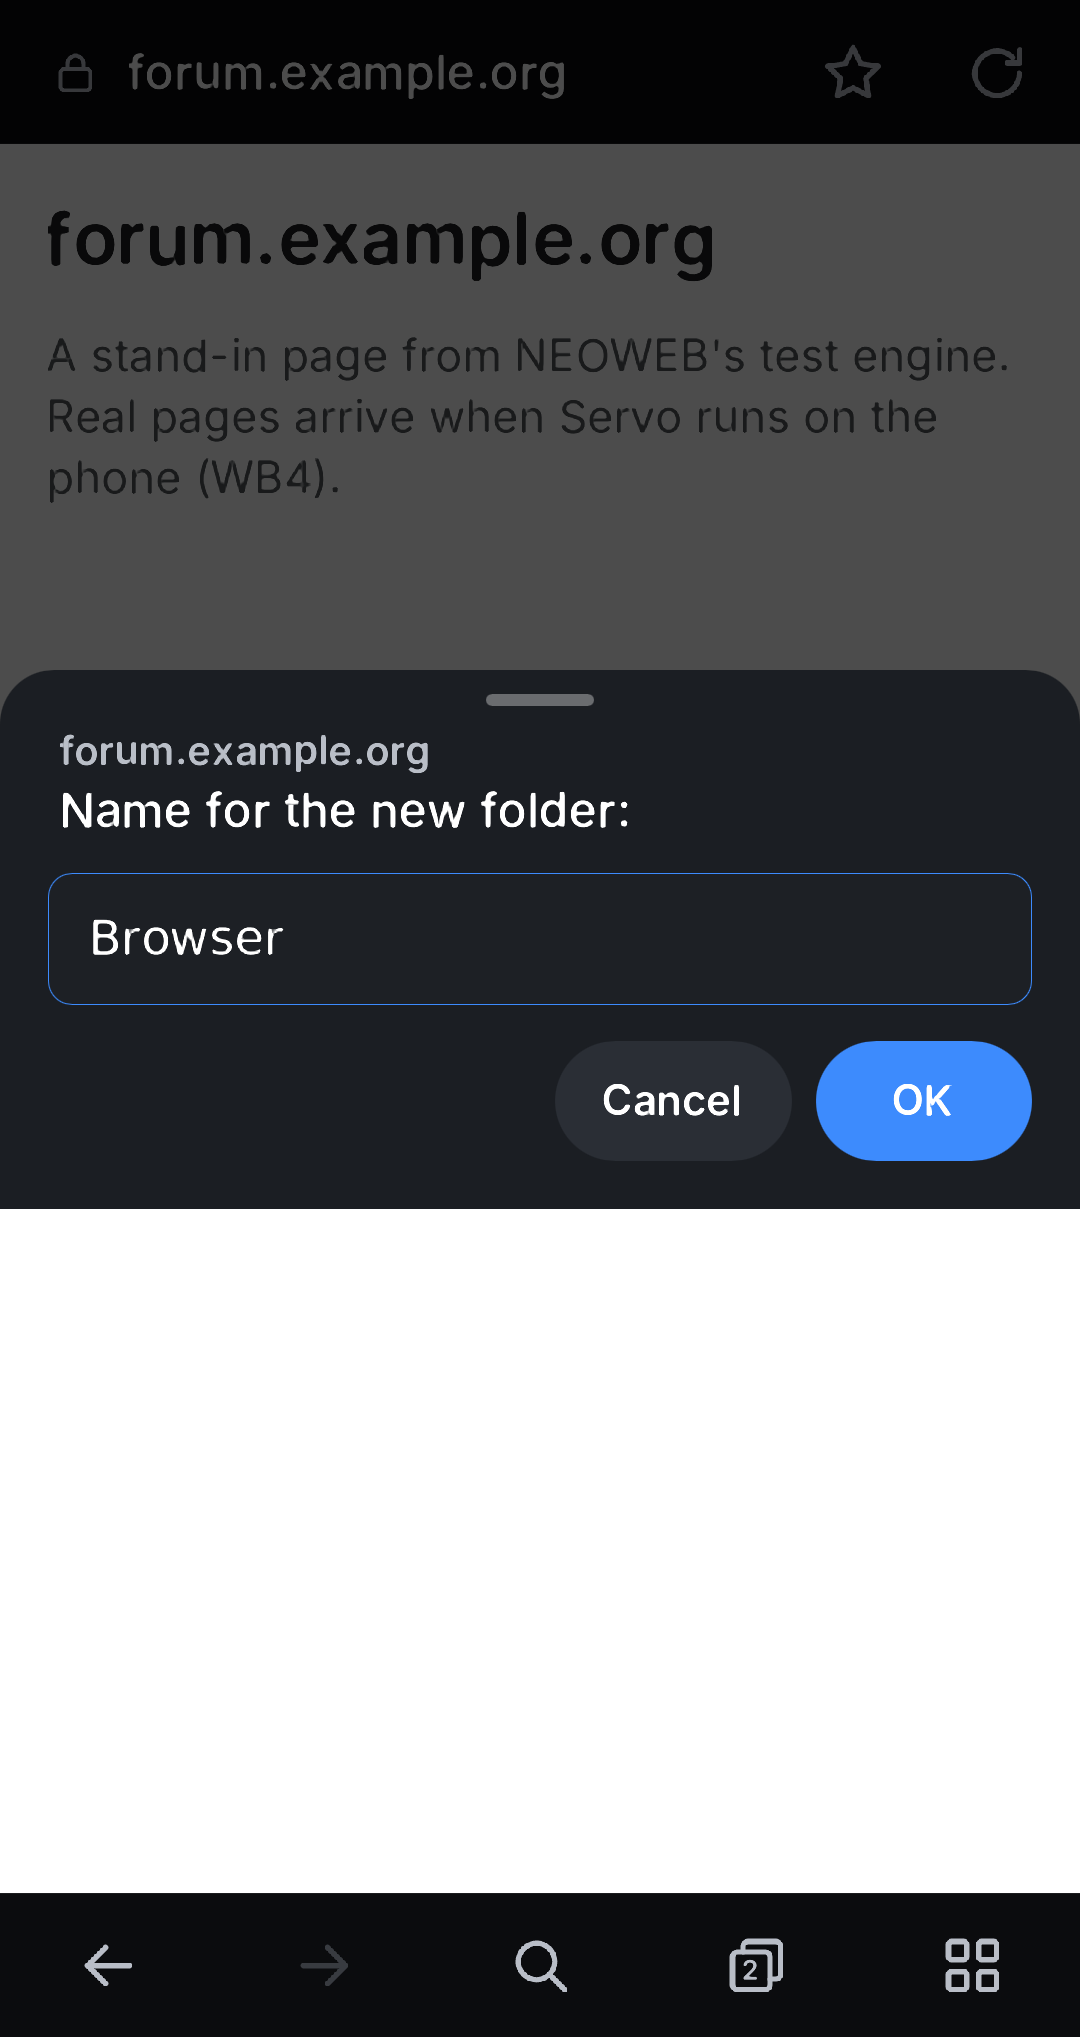 forum.example.org
forum.example.org
A stand-in page from NEOWEB's test engine.
Real pages arrive when Servo runs on the
phone (WB4).
forum.example.org
Name for the new folder:
Browser
Cancel
OK
2